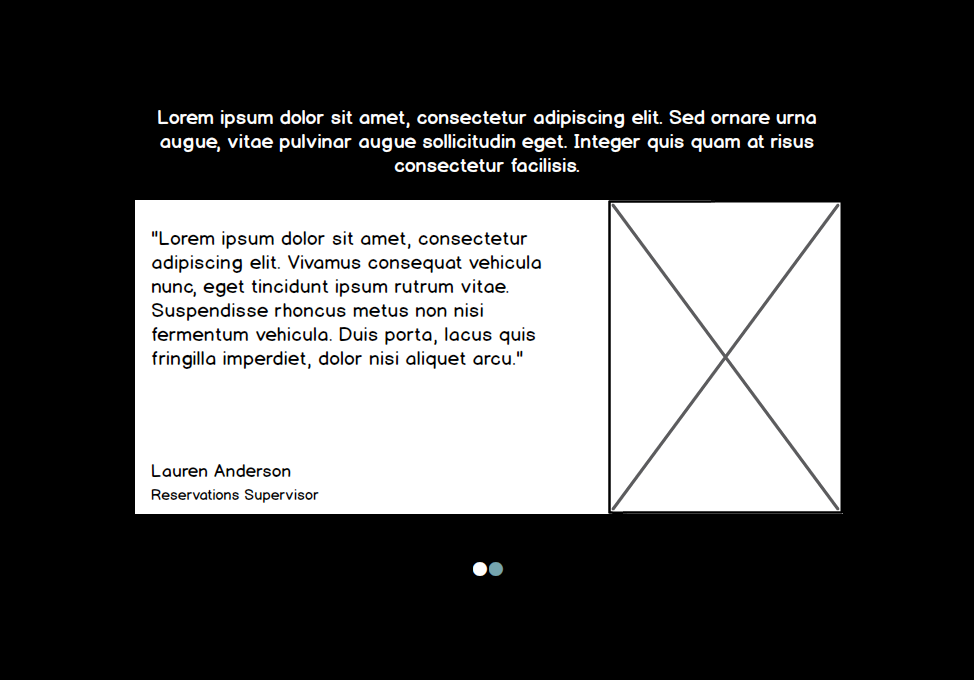 Lorem ipsum dolor sit amet, consectetur adipiscing elit. Sed ornare urna
augue, vitae pulvinar augue sollicitudin eget. Integer quis quam at risus
consectetur facilisis.
"Lorem ipsum dolor sit amet, consectetur
adipiscing elit. Vivamus consequat vehicula
nunc, eget tincidunt ipsum rutrum vitae.
Suspendisse rhoncus metus non nisi
fermentum vehicula. Duis porta, lacus quis
fringilla imperdiet, dolor nisi aliquet arcu."
Lauren Anderson
Reservations Supervisor